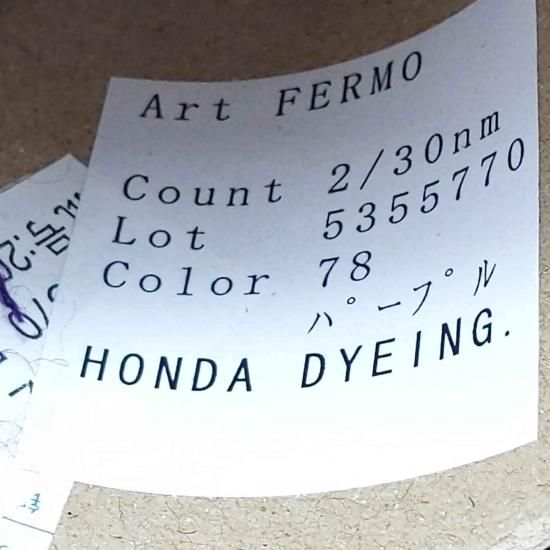 Art FERMO
Count 2/30nm
Lot 5355770
Color 78
パープル
HONDA DYEING.